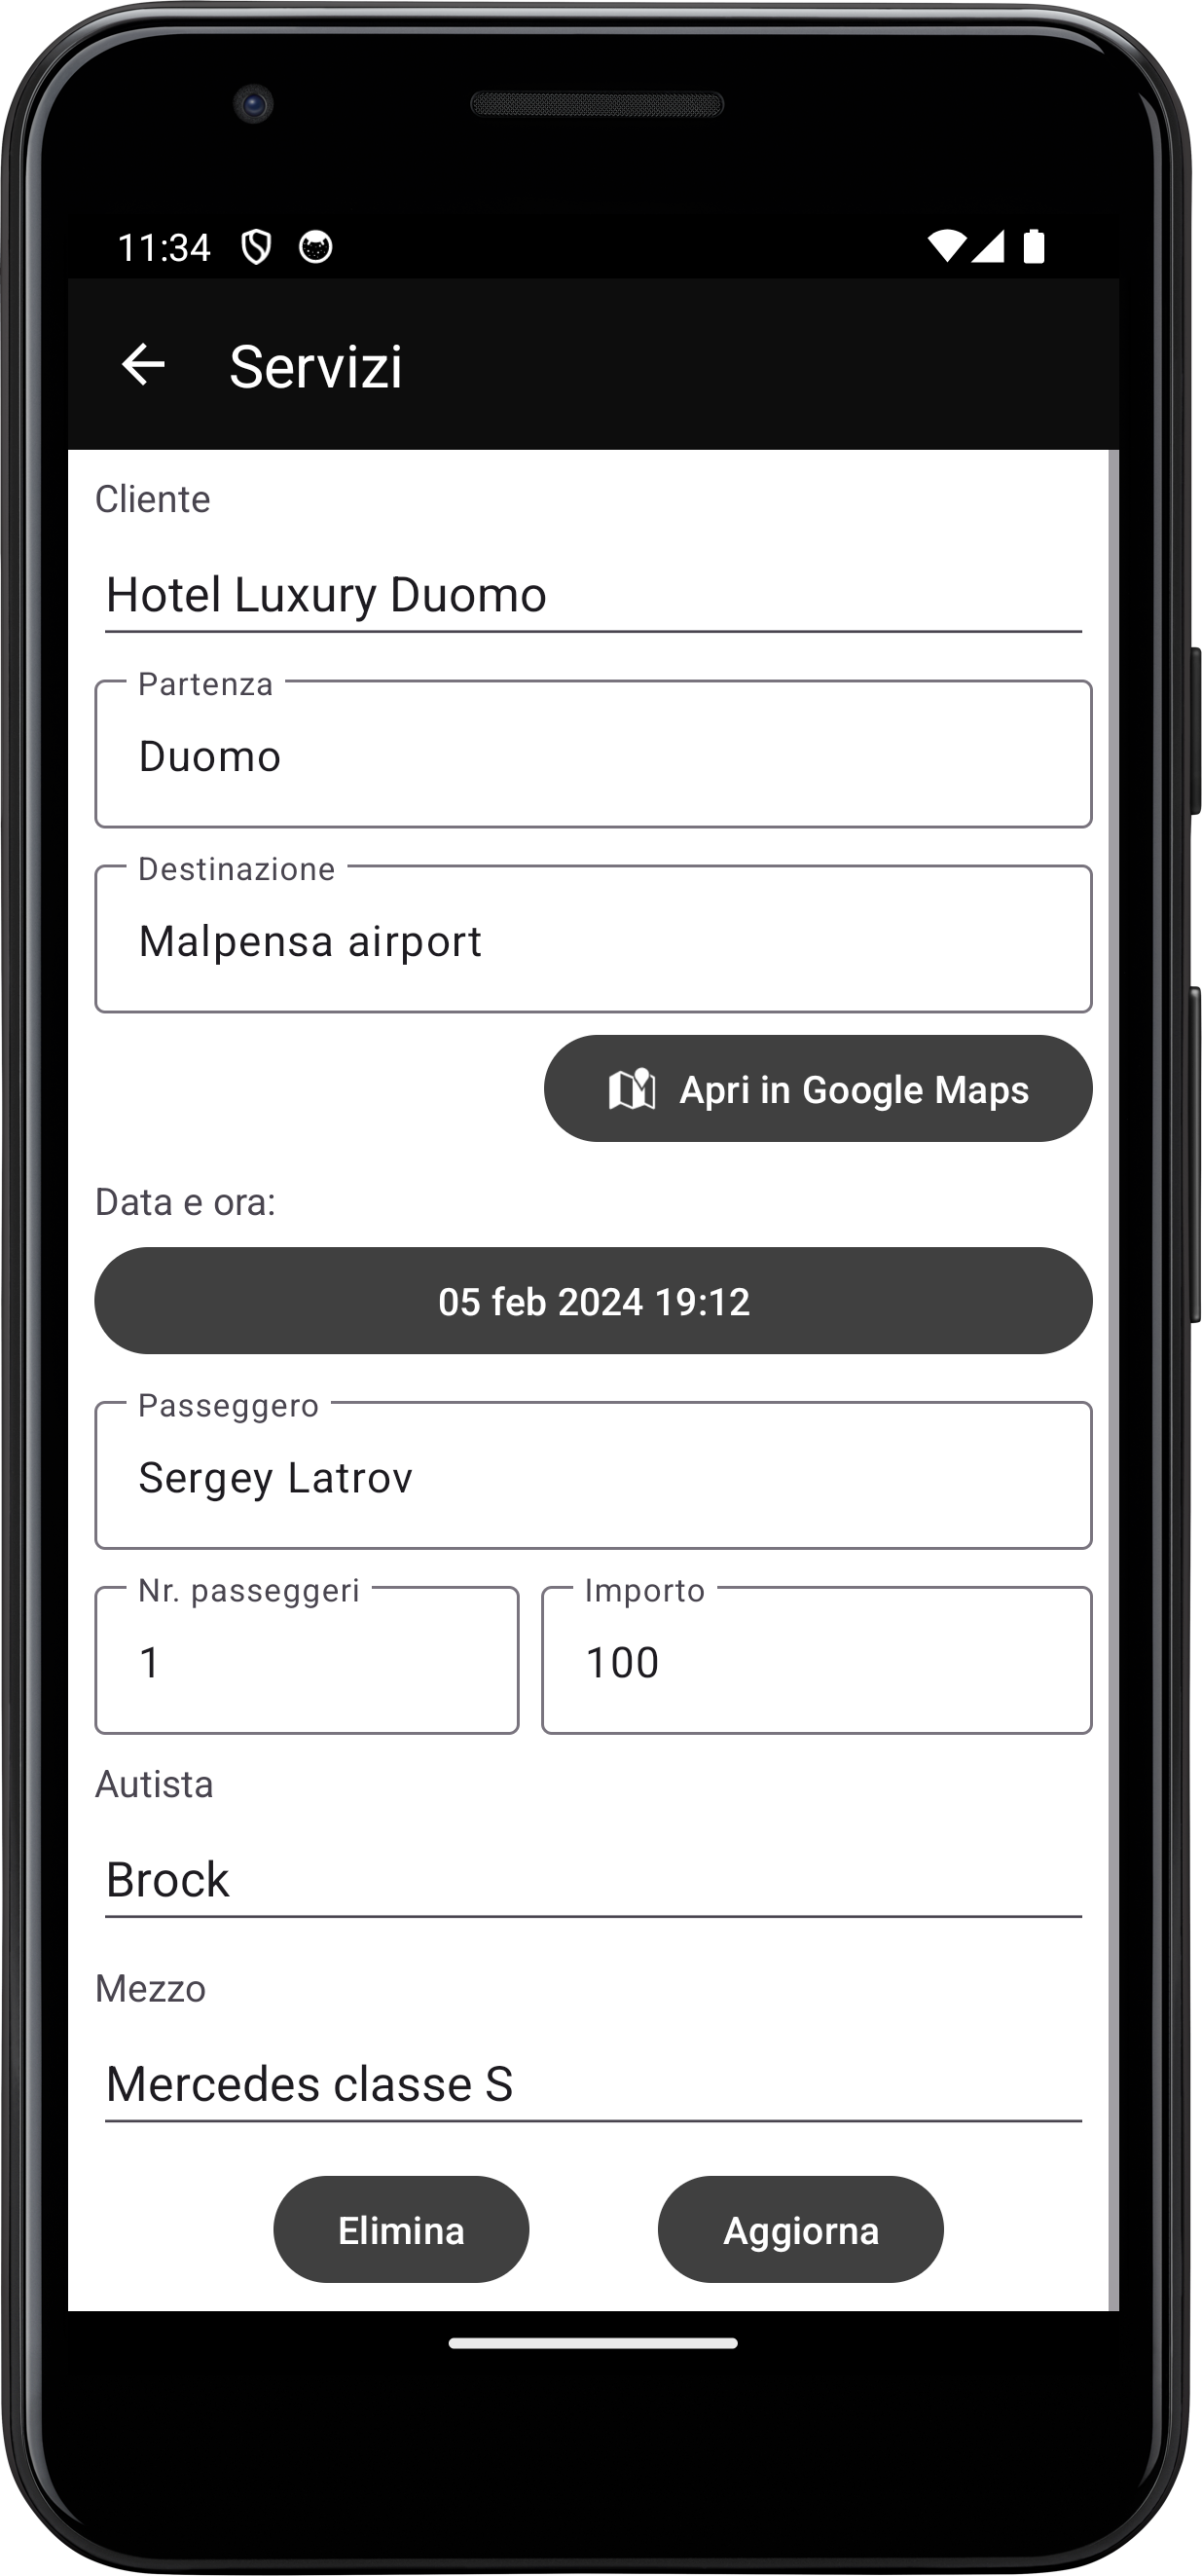 11:34
Servizi
Cliente
Hotel Luxury Duomo
Partenza
Duomo
Destinazione
Malpensa airport
Apri in Google Maps
Data e ora:
05 feb 2024 19:12
Passeggero
Sergey Latrov
Nr. passeggeri
1
Importo
100
Autista
Brock
Mezzo
Mercedes classe S
Elimina
Aggiorna